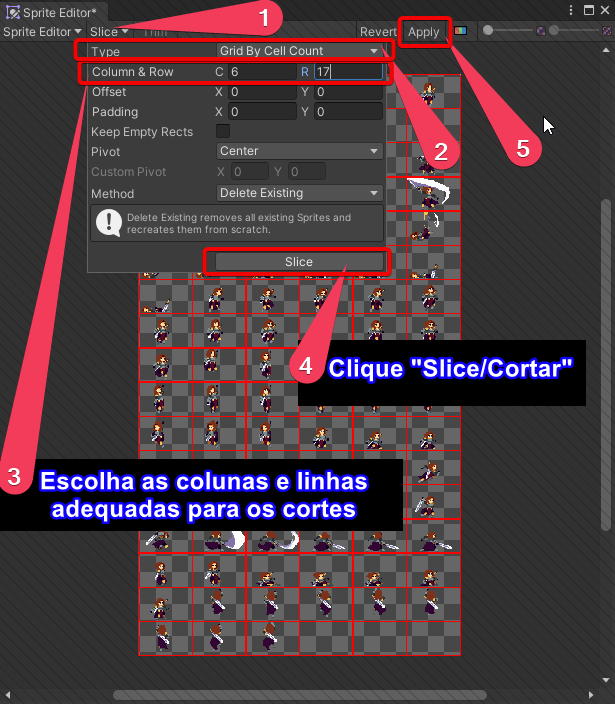 Sprite Editor*
Sprite Editor Slice Trim Revert Apply
1
Type Grid By Cell Count
Column & Row C 6 R 17
Offset X 0 Y 0
Padding X 0 Y 0
Keep Empty Rects
Pivot Center
Custom Pivot X 0 Y 0
Method Delete Existing
Delete Existing removes all existing Sprites and
recreates them from scratch.
Slice
2
5
4
Clique "Slice/Cortar"
3
Escolha as colunas e linhas
adequadas para os cortes